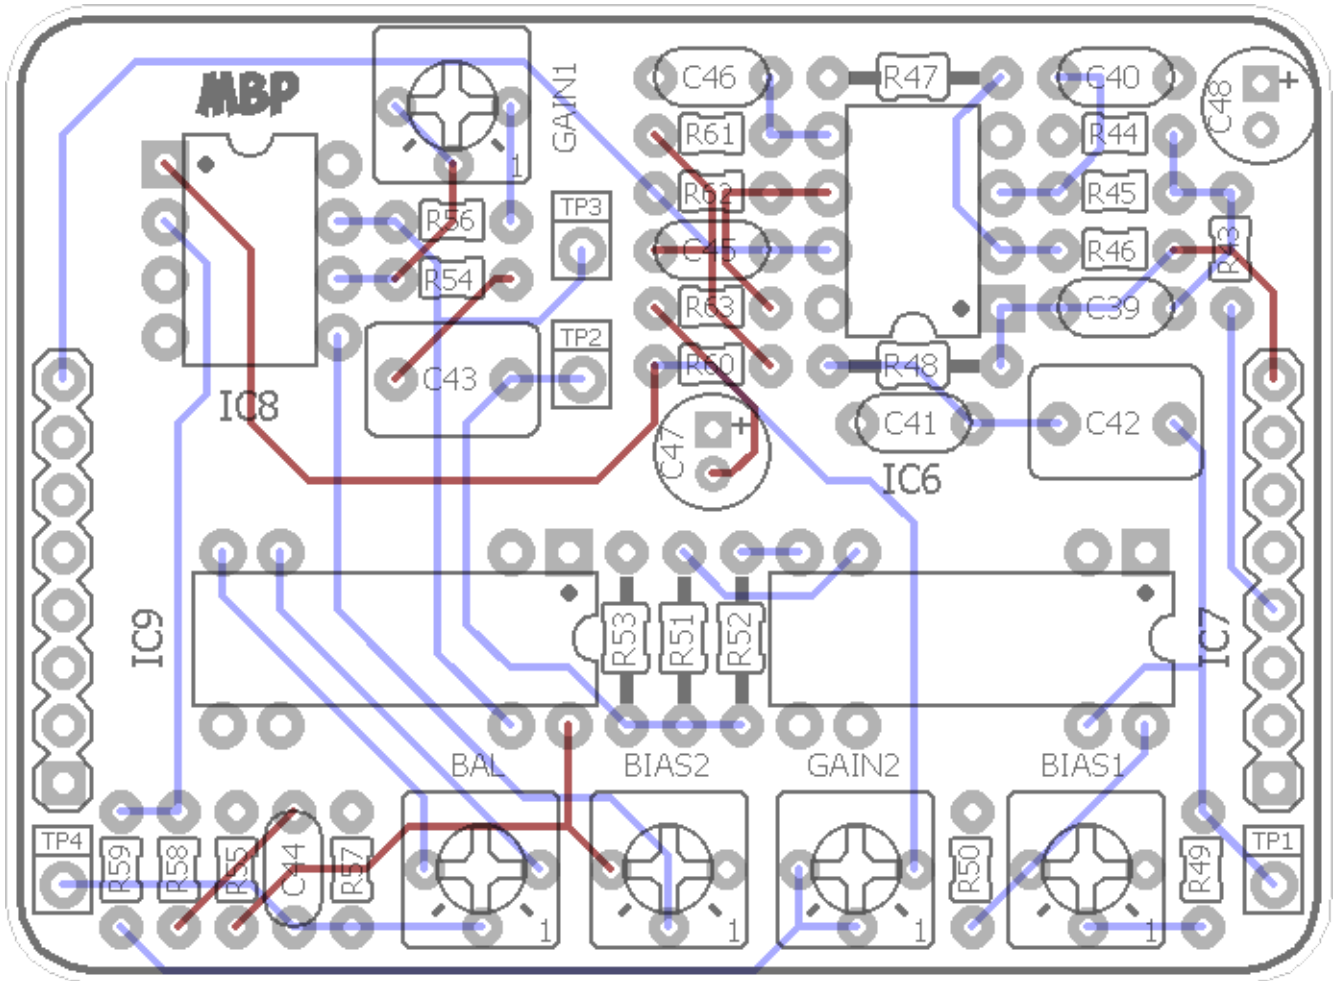 MBP
GAIN1
1
C46
R47
C40
C48
+
R61
R44
R62
R45
R56
TP3
C45
R46
R43
R54
R63
C39
TP2
C43
R60
R48
IC8
C47
+
C41
C42
IC6
IC9
R53
R51
R52
IC7
BAL
BIAS2
GAIN2
BIAS1
TP4
R59
R58
R55
C44
R57
1
1
1
R50
1
R49
TP1